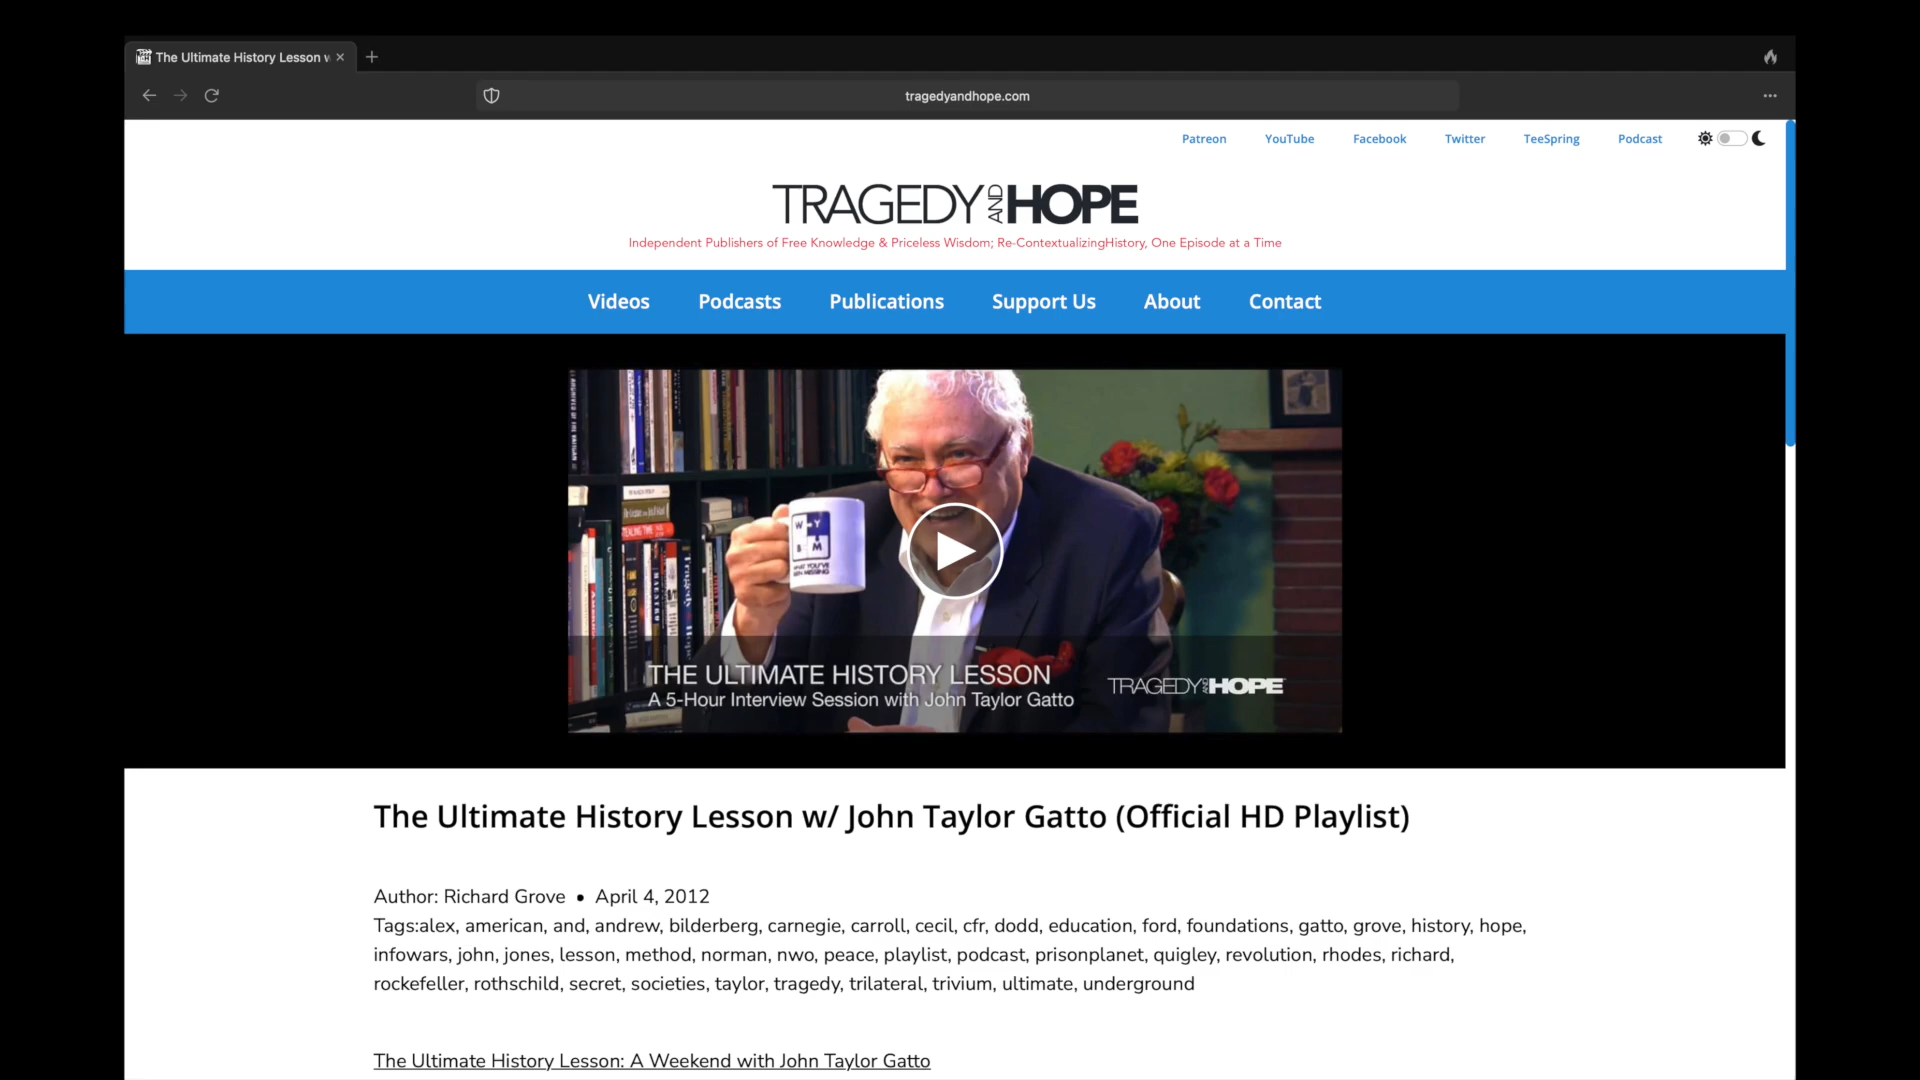 The Ultimate History Lesson w
tragedyandhope.com
Patreon YouTube Facebook Twitter TeeSpring Podcast
TRAGEDY AND HOPE
Independent Publishers of Free Knowledge & Priceless Wisdom; Re-ContextualizingHistory, One Episode at a Time
Videos Podcasts Publications Support Us About Contact
W Y
B M
WHAT YOU'VE
BEEN MISSING
THE ULTIMATE HISTORY LESSON
A 5-Hour Interview Session with John Taylor Gatto
TRAGEDY AND HOPE
The Ultimate History Lesson w/ John Taylor Gatto (Official HD Playlist)
Author: Richard Grove • April 4, 2012
Tags:alex, american, and, andrew, bilderberg, carnegie, carroll, cecil, cfr, dodd, education, ford, foundations, gatto, grove, history, hope,
infowars, john, jones, lesson, method, norman, nwo, peace, playlist, podcast, prisonplanet, quigley, revolution, rhodes, richard,
rockefeller, rothschild, secret, societies, taylor, tragedy, trilateral, trivium, ultimate, underground
The Ultimate History Lesson: A Weekend with John Taylor Gatto